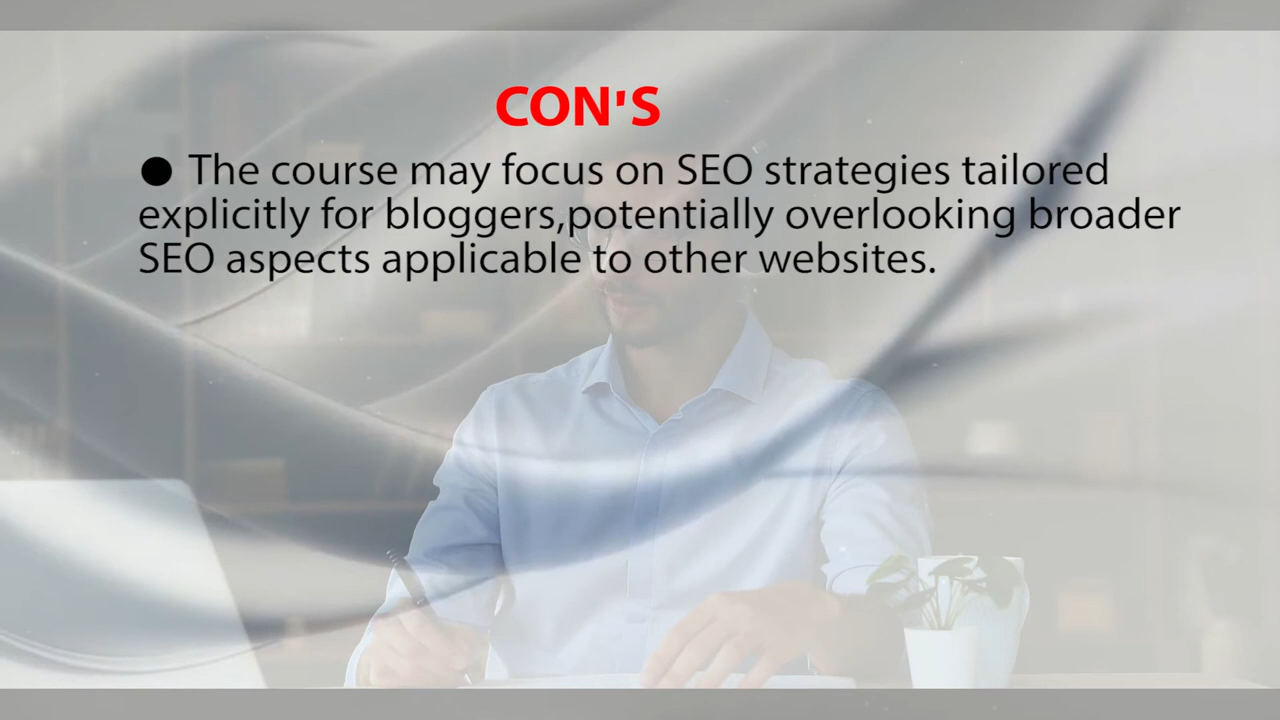 CON'S
● The course may focus on SEO strategies tailored
explicitly for bloggers,potentially overlooking broader
SEO aspects applicable to other websites.